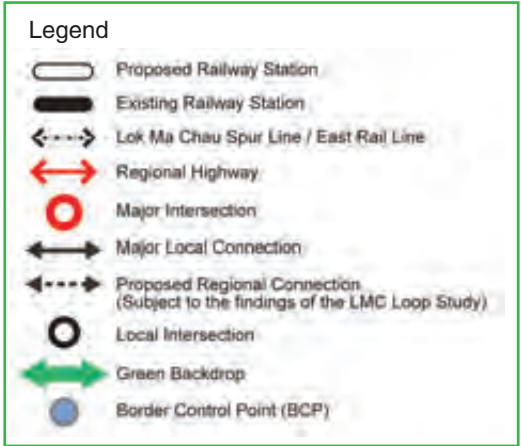 Legend
Proposed Railway Station
Existing Railway Station
Lok Ma Chau Spur Line / East Rail Line
Regional Highway
Major Intersection
Major Local Connection
Proposed Regional Connection
(Subject to the findings of the LMC Loop Study)
Local Intersection
Green Backdrop
Border Control Point (BCP)